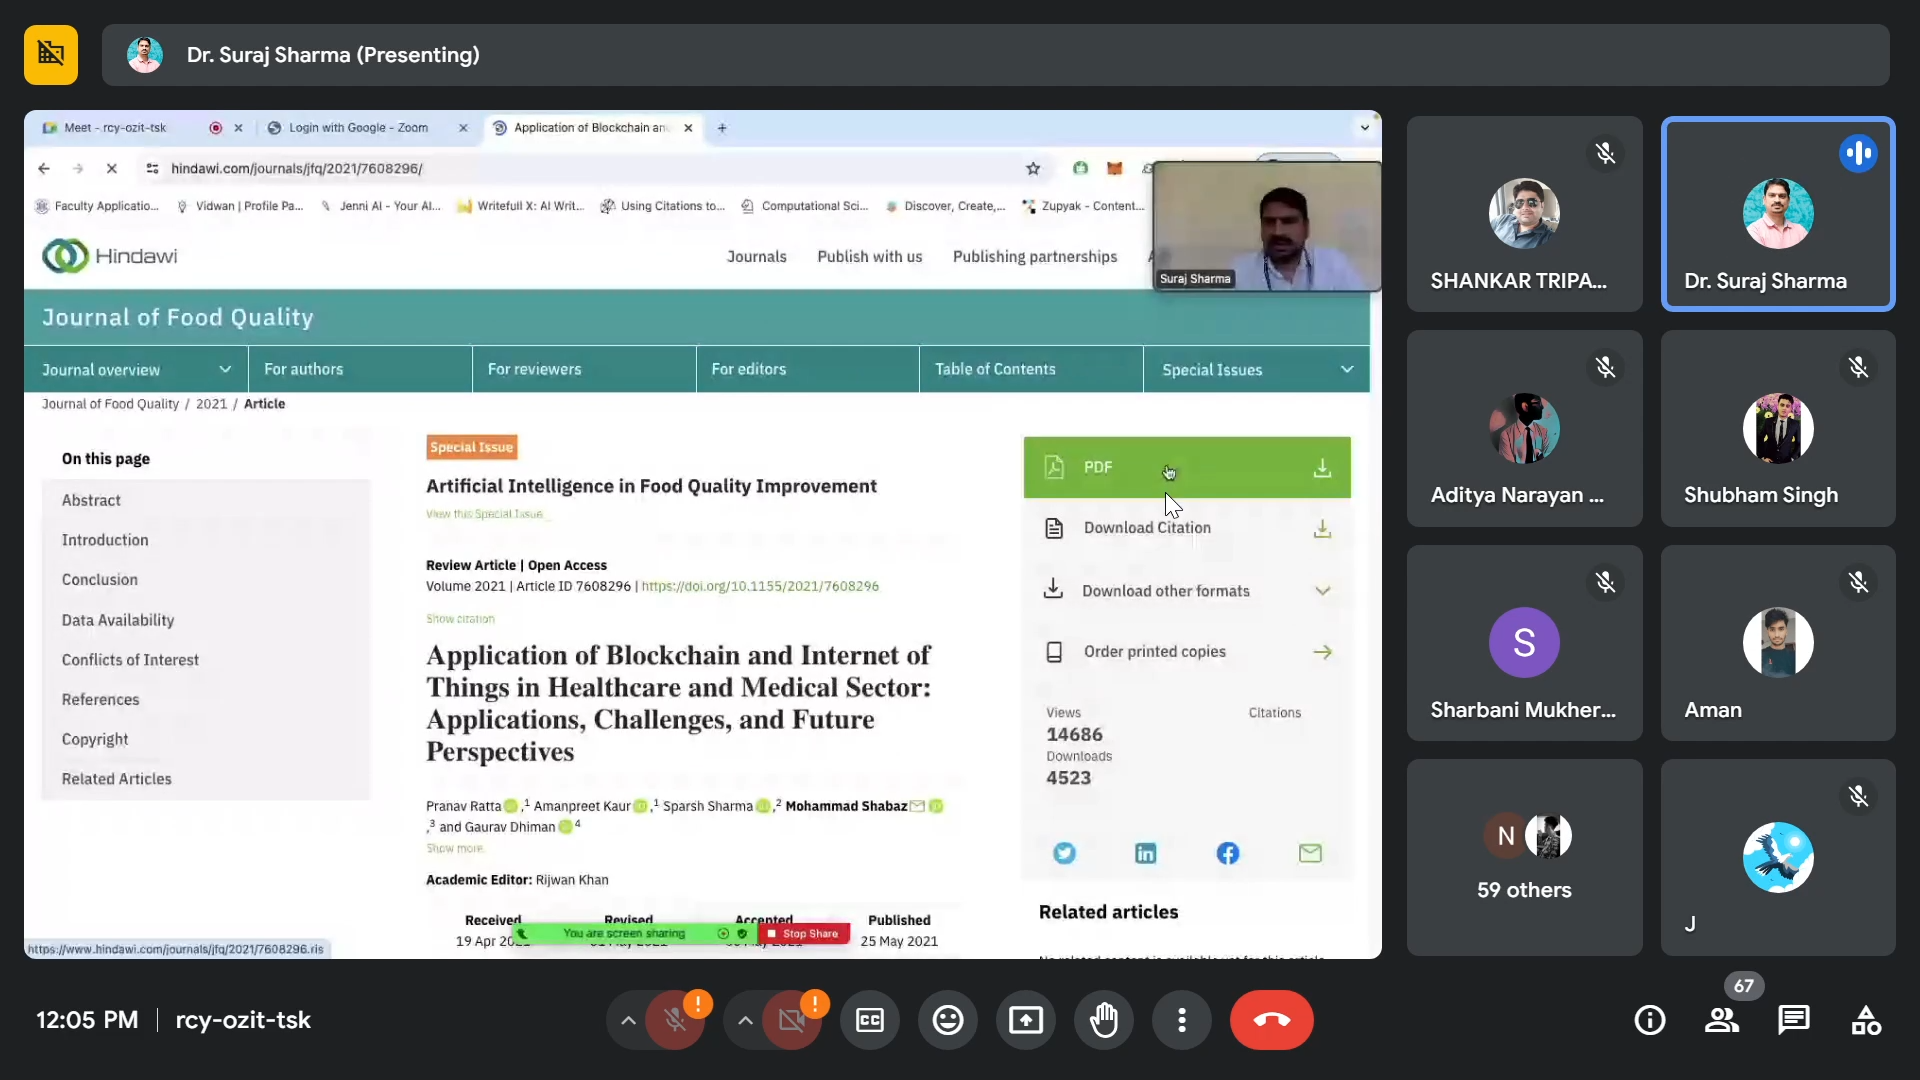 Dr. Suraj Sharma (Presenting)
Meet - rcy-ozit-tsk
Login with Google - Zoom
Application of Blockchain an
hindawi.com/journals/jfq/2021/7608296/
Faculty Applicatio...
Vidwan | Profile Pa...
Jenni AI - Your AI...
Writefull X: AI Writ...
Using Citations to...
Computational Sci...
Discover, Create,...
Zupyak - Content...
Suraj Sharma
Hindawi
Journals
Publish with us
Publishing partnerships
Journal of Food Quality
Journal overview
For authors
For reviewers
For editors
Table of Contents
Special Issues
Journal of Food Quality / 2021 / Article
On this page
Abstract
Introduction
Conclusion
Data Availability
Conflicts of Interest
References
Copyright
Related Articles
Special Issue
Artificial Intelligence in Food Quality Improvement
View this Special Issue
Review Article | Open Access
Volume 2021 | Article ID 7608296 | https://doi.org/10.1155/2021/7608296
Show citation
Application of Blockchain and Internet of
Things in Healthcare and Medical Sector:
Applications, Challenges, and Future
Perspectives
Pranav Ratta ,1 Amanpreet Kaur ,1 Sparsh Sharma ,2 Mohammad Shabaz
,3 and Gaurav Dhiman 4
Show more
Academic Editor: Rijwan Khan
Received
Revised
Accepted
Published
19 Apr
25 May 2021
You are screen sharing
Stop Share
https://www.hindawi.com/journals/jfq/2021/7608296.ris
PDF
Download Citation
Download other formats
Order printed copies
Views
Citations
14686
Downloads
4523
Related articles
SHANKAR TRIPA...
Dr. Suraj Sharma
Aditya Narayan ...
Shubham Singh
S
Sharbani Mukher...
Aman
N
59 others
J
12:05 PM
rcy-ozit-tsk
CC
67